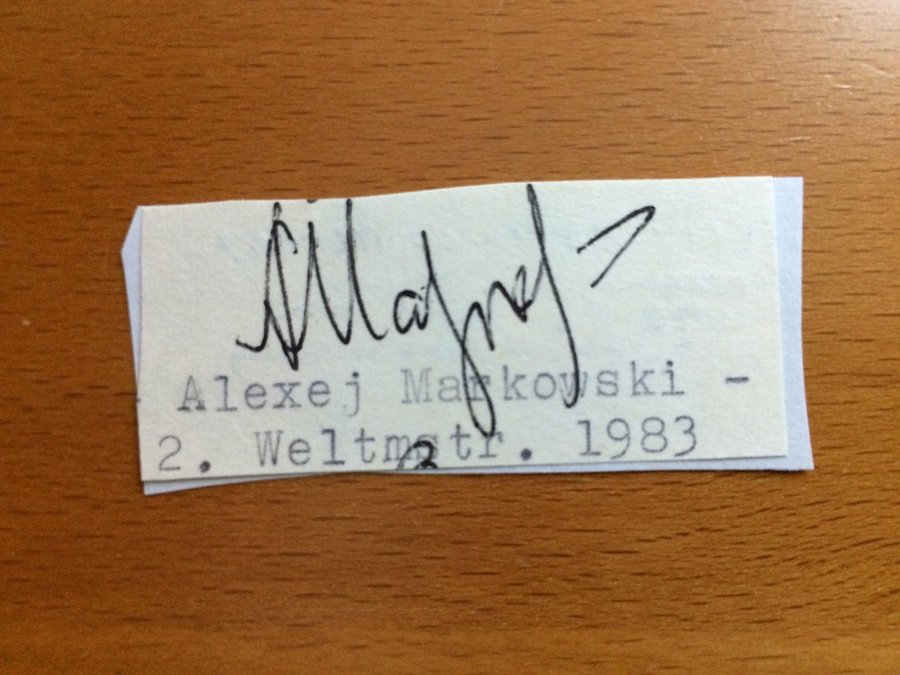 Alexej Markowski -
2. Weltmstr. 1983